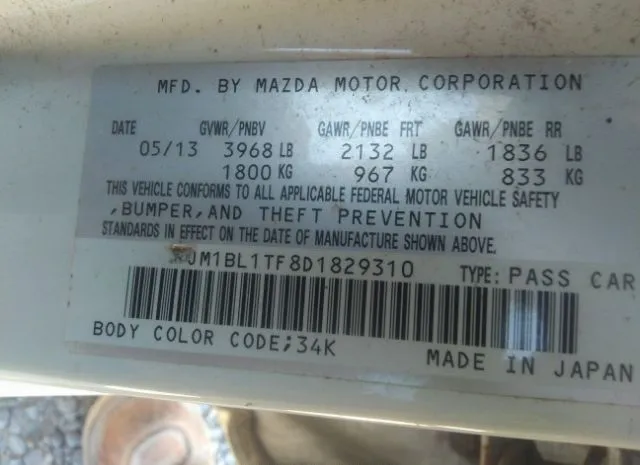 MFD. BY MAZDA MOTOR CORPORATION
DATE GVWR/PNBV GAWR/PNBE FRT GAWR/PNBE RR
05/13 3968 LB 2132 LB 1836 LB
1800 KG 967 KG 833 KG
THIS VEHICLE CONFORMS TO ALL APPLICABLE FEDERAL MOTOR VEHICLE SAFETY
,BUMPER,AND THEFT PREVENTION
STANDARDS IN EFFECT ON THE DATE OF MANUFACTURE SHOWN ABOVE.
JM1BL1TF8D1829310 TYPE: PASS CAR
BODY COLOR CODE;34K
MADE IN JAPAN